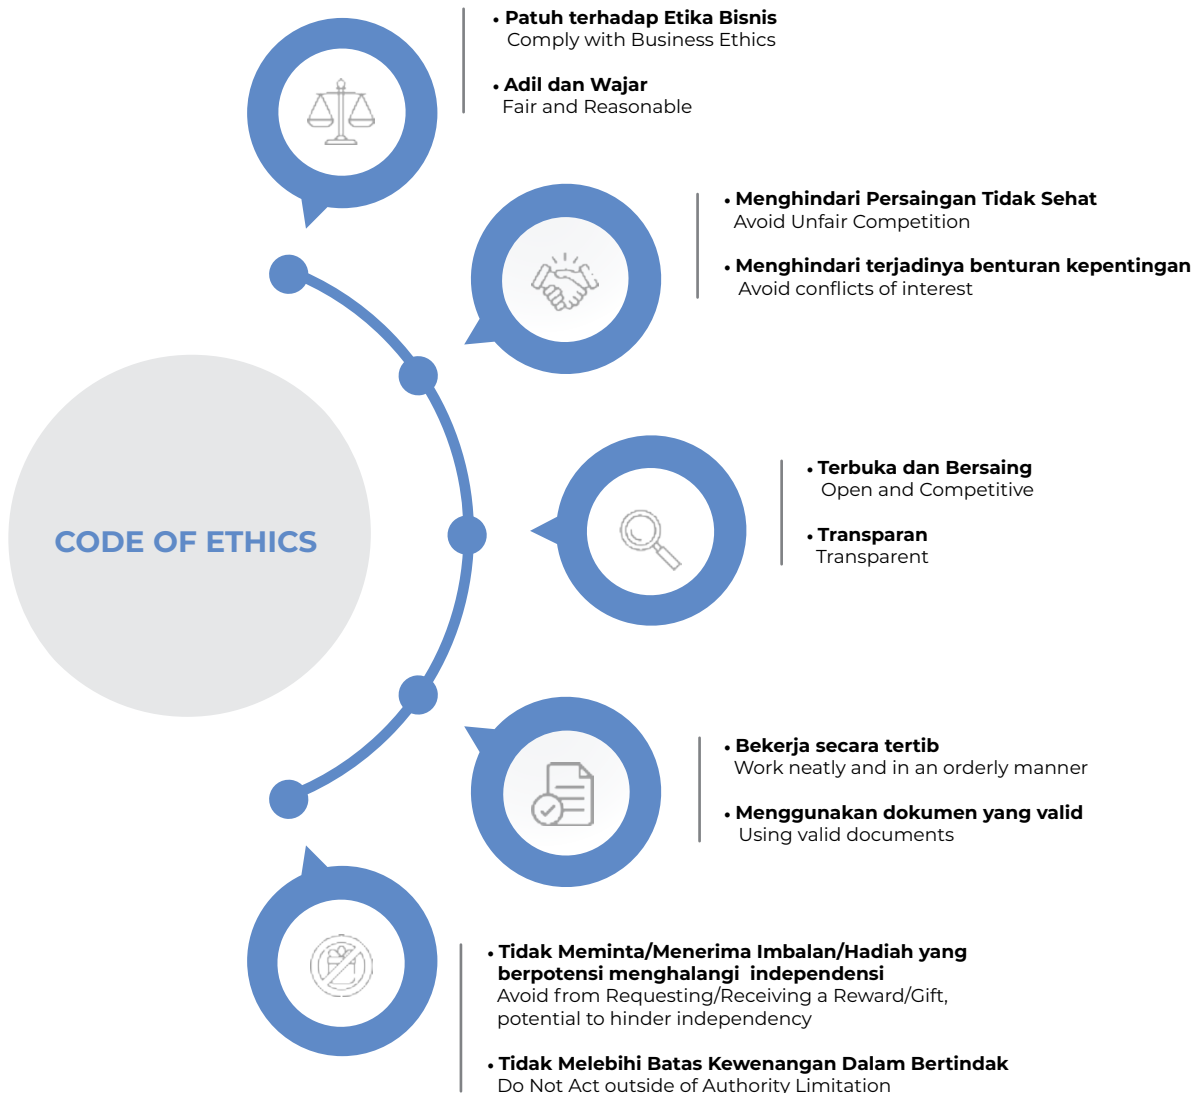 • Patuh terhadap Etika Bisnis
Comply with Business Ethics
• Adil dan Wajar
Fair and Reasonable
• Menghindari Persaingan Tidak Sehat
Avoid Unfair Competition
• Menghindari terjadinya benturan kepentingan
Avoid conflicts of interest
CODE OF ETHICS
• Terbuka dan Bersaing
Open and Competitive
• Transparan
Transparent
• Bekerja secara tertib
Work neatly and in an orderly manner
• Menggunakan dokumen yang valid
Using valid documents
• Tidak Meminta/Menerima Imbalan/Hadiah yang
berpotensi menghalangi independensi
Avoid from Requesting/Receiving a Reward/Gift,
potential to hinder independency
• Tidak Melebihi Batas Kewenangan Dalam Bertindak
Do Not Act outside of Authority Limitation